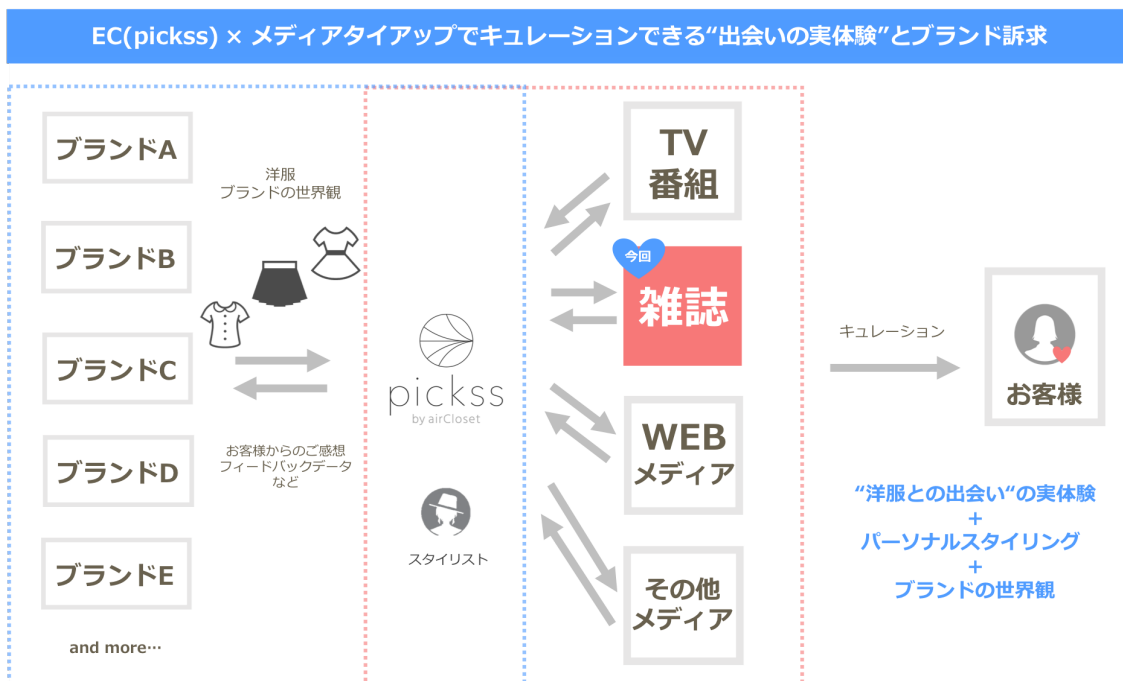 EC(pickss) × メディアタイアップでキュレーションできる“出会いの実体験”とブランド訴求
ブランドA
ブランドB
ブランドC
ブランドD
ブランドE
and more…
洋服
ブランドの世界観
お客様からのご感想
フィードバックデータ
など
pickss
by airCloset
スタイリスト
TV
番組
今回
雑誌
WEB
メディア
その他
メディア
キュレーション
お客様
“洋服との出会い“の実体験
+
パーソナルスタイリング
+
ブランドの世界観